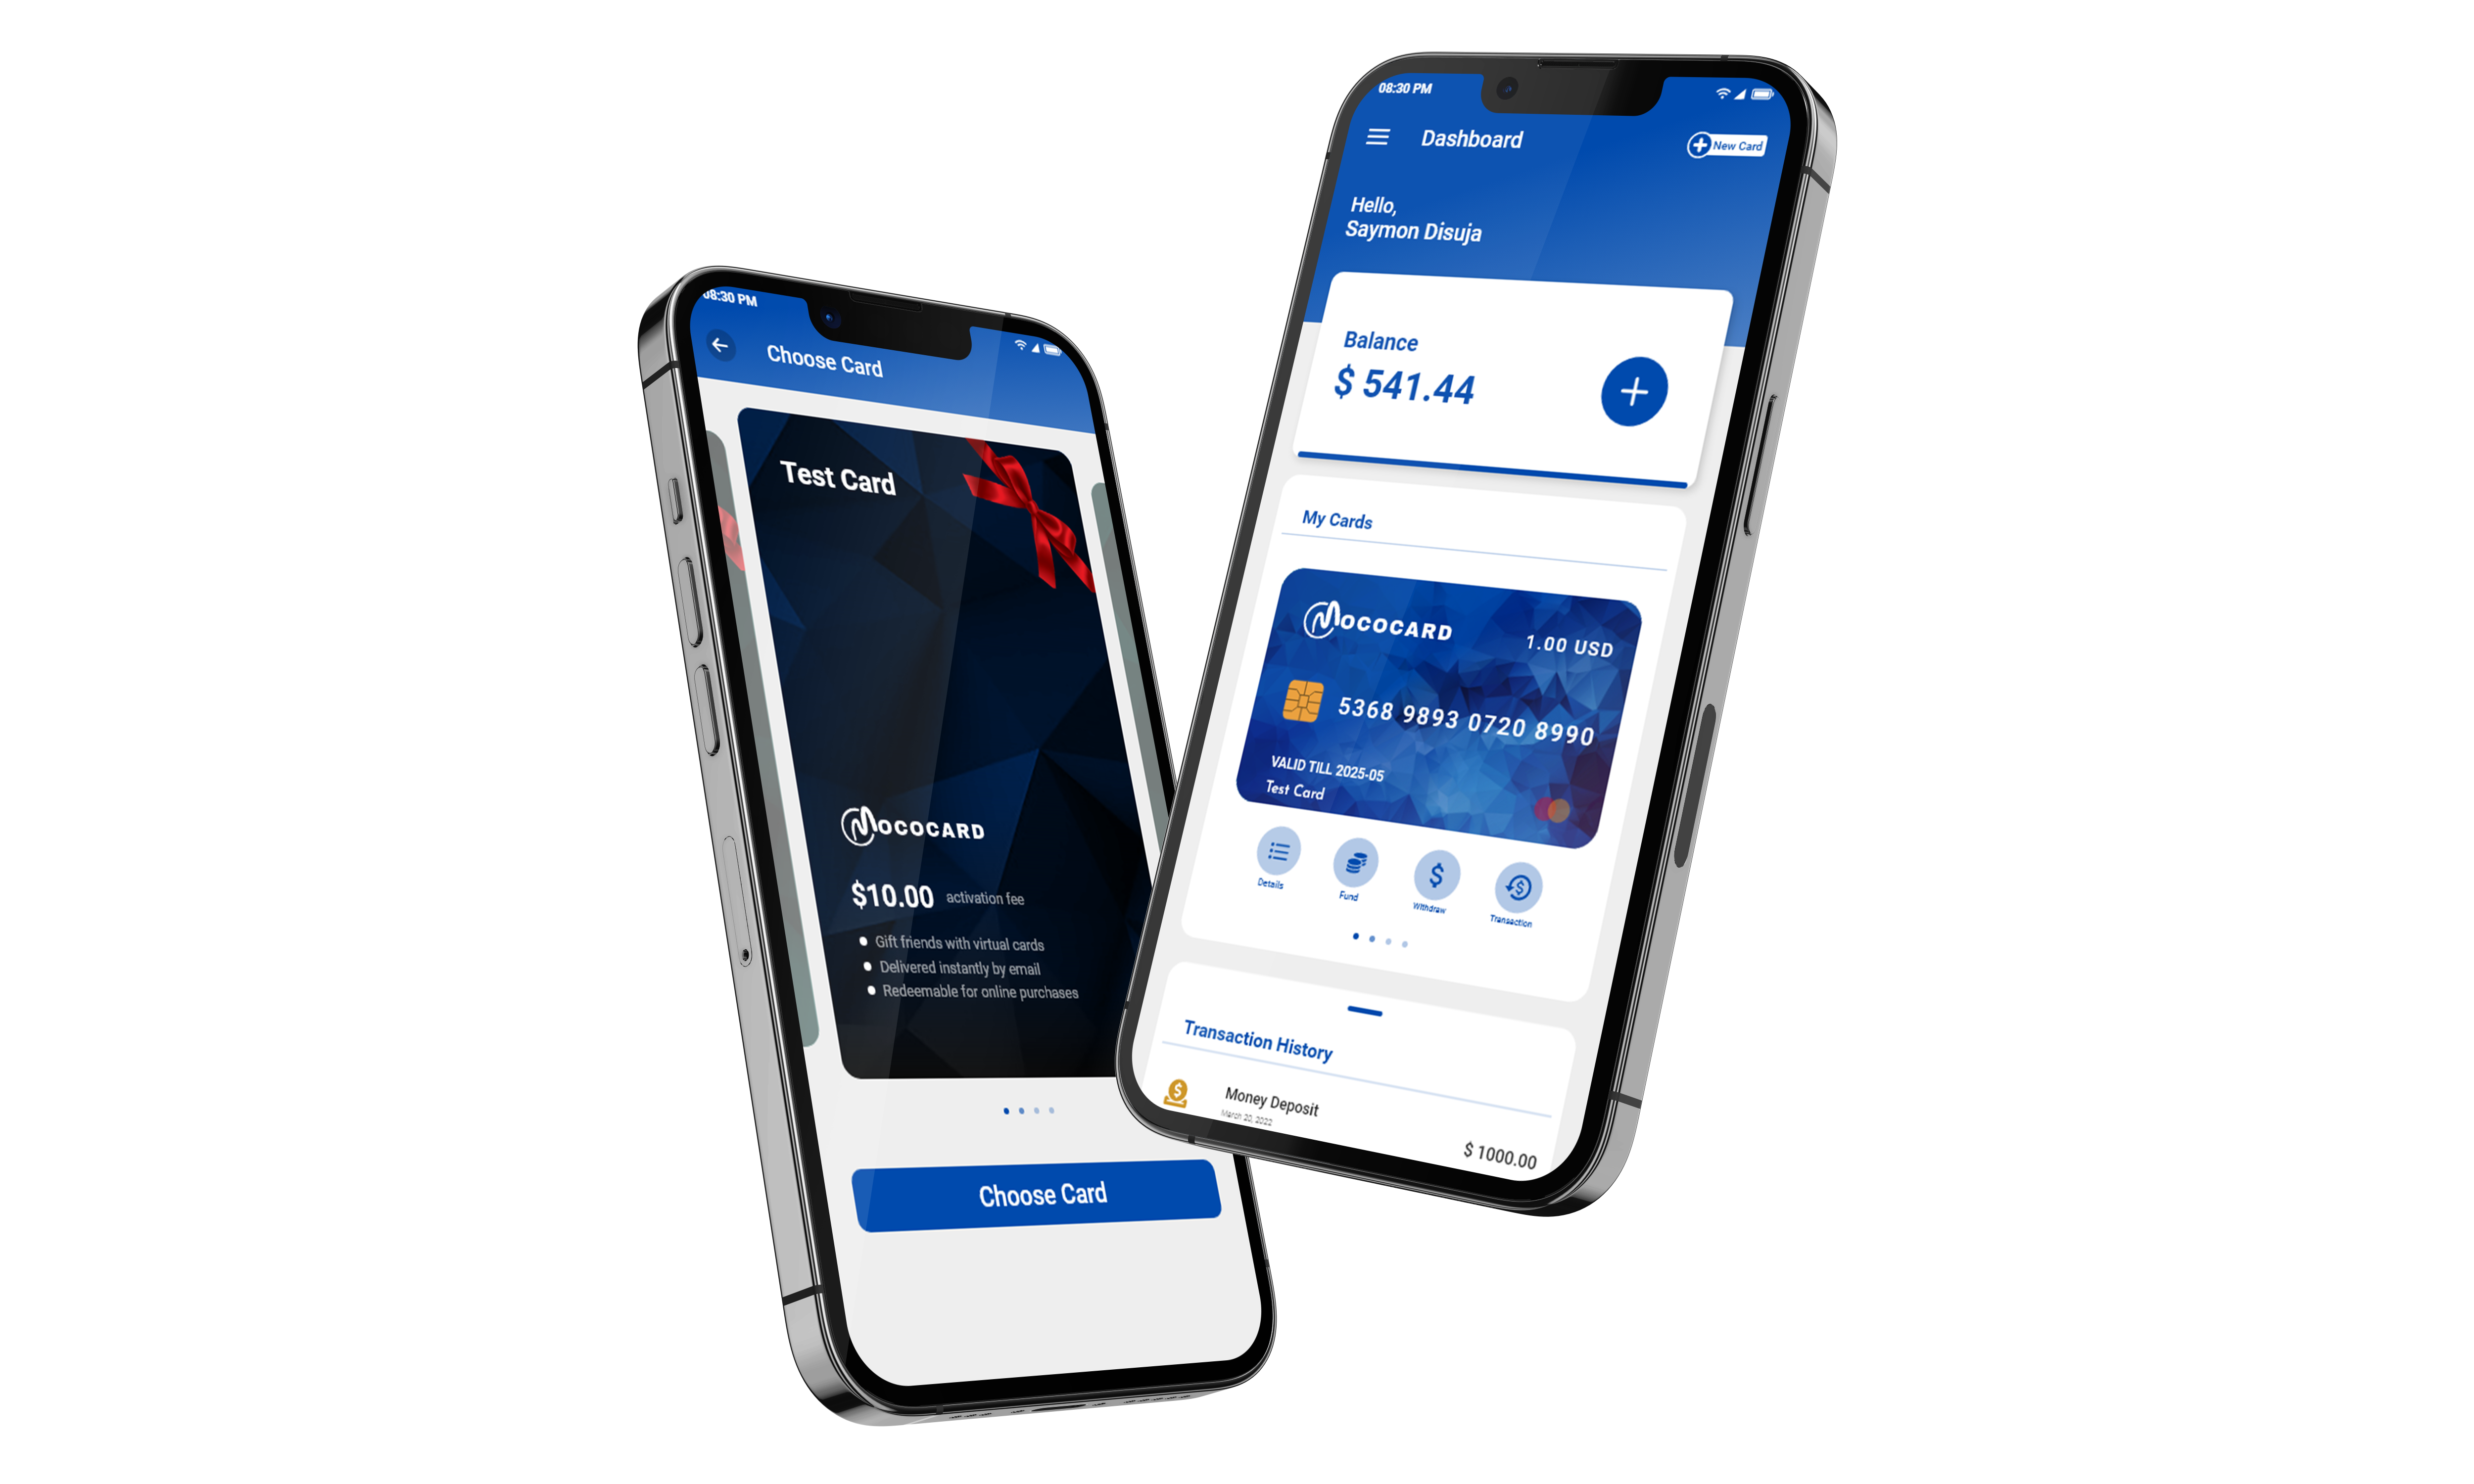 08:30 PM
Choose Card
Test Card
MOCOCARD
$10.00 activation fee
Gift friends with virtual cards
Delivered instantly by email
Redeemable for online purchases
Choose Card
08:30 PM
Dashboard
New Card
Hello,
Saymon Disuja
Balance
$ 541.44
My Cards
MOCOCARD
1.00 USD
5368 9893 0720 8990
VALID TILL 2025-05
Test Card
Details
Fund
Withdraw
Transaction
Transaction History
Money Deposit
March 20, 2022
$ 1000.00